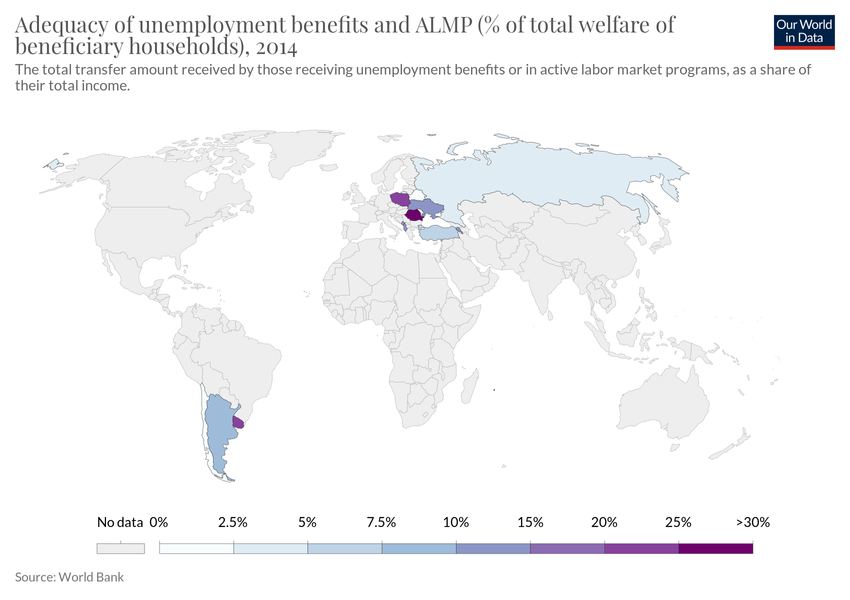 Adequacy of unemployment benefits and ALMP (% of total welfare of
beneficiary households), 2014
Our World
in Data
The total transfer amount received by those receiving unemployment benefits or in active labor market programs, as a share of
their total income.
No data 0% 2.5% 5% 7.5% 10% 15% 20% 25% >30%
Source: World Bank